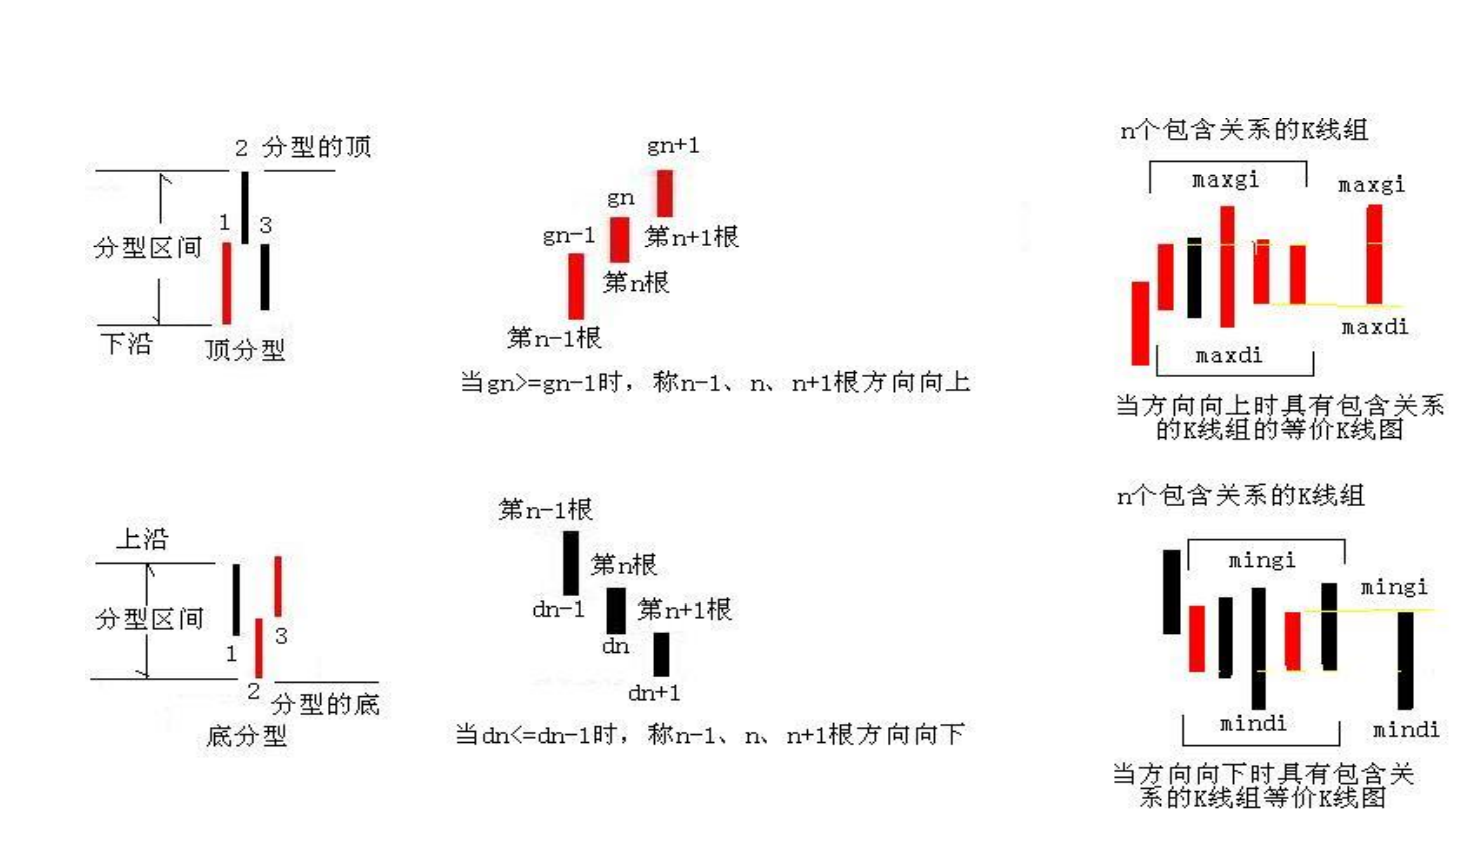 2 分型的顶
1
3
分型区间
下沿
顶分型
gn+1
gn
gn-1
第n+1根
第n根
第n-1根
当gn>=gn-1时，称n-1、n、n+1根方向向上
n个包含关系的K线组
maxgi
maxgi
maxdi
maxdi
当方向向上时具有包含关系
的K线组的等价K线图
上沿
分型区间
1
3
2
分型的底
底分型
第n-1根
第n根
dn-1
第n+1根
dn
dn+1
当dn<=dn-1时，称n-1、n、n+1根方向向下
n个包含关系的K线组
mingi
mingi
mindi
mindi
当方向向下时具有包含关
系的K线组等价K线图